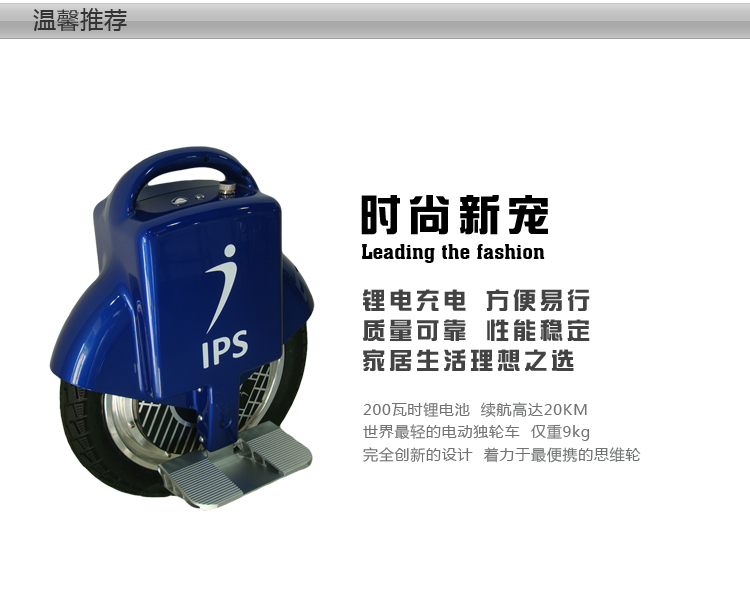 温馨推荐
时尚新宠
Leading the fashion
IPS
锂电充电 方便易行
质量可靠 性能稳定
家居生活理想之选
200瓦时锂电池 续航高达20KM
世界最轻的电动独轮车 仅重9kg
完全创新的设计 着力于最便携的思维轮